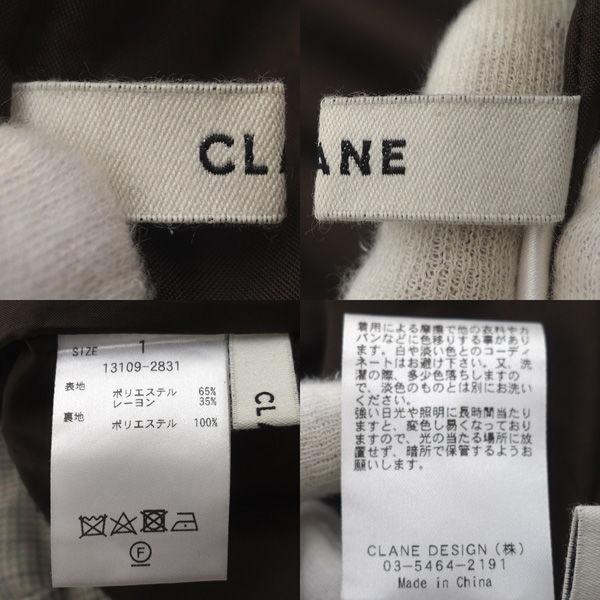 CLANE
LANE
SIZE 1
13109-2831
表地 ポリエステル 65%
レーヨン 35%
裏地 ポリエステル 100%
F
CL
着用による摩擦で他の衣料やカ
バンなどに色移りする事があり
ます。白や淡い色とのコーディ
ネートはお避け下さい。又、洗
濯の際、多少色落ちしますの
で、淡色のものとは別にお洗い
ください。
強い日光や照明に長時間当たり
ますと、変色し易くなっており
ますので、光の当たる場所に放
置せず、暗所で保管するようお
願いします。
CLANE DESIGN (株)
03-5464-2191
Made in China